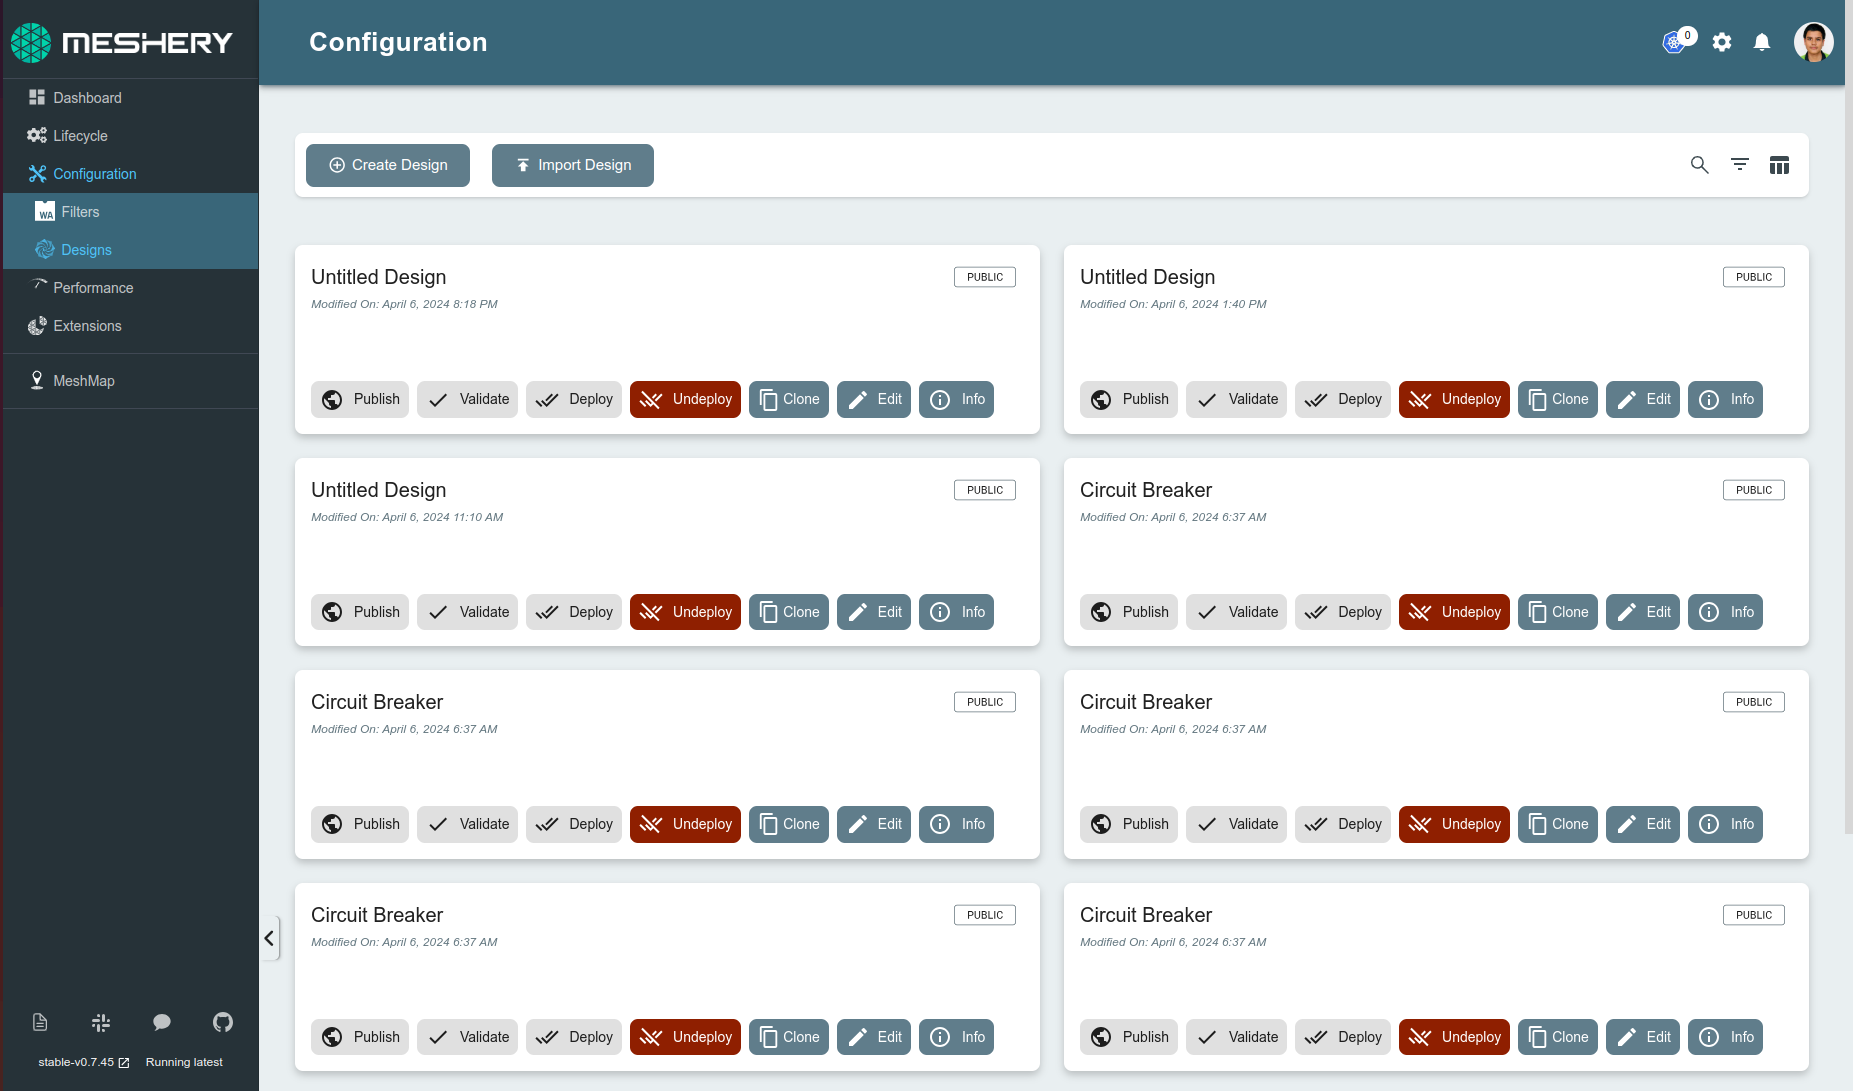 MESHERY
Configuration
0
Dashboard
Lifecycle
Configuration
WA Filters
Designs
Performance
Extensions
MeshMap
Create Design Import Design
Untitled Design PUBLIC
Modified On: April 6, 2024 8:18 PM
Publish Validate Deploy Undeploy Clone Edit Info
Untitled Design PUBLIC
Modified On: April 6, 2024 1:40 PM
Publish Validate Deploy Undeploy Clone Edit Info
Untitled Design PUBLIC
Modified On: April 6, 2024 11:10 AM
Publish Validate Deploy Undeploy Clone Edit Info
Circuit Breaker PUBLIC
Modified On: April 6, 2024 6:37 AM
Publish Validate Deploy Undeploy Clone Edit Info
Circuit Breaker PUBLIC
Modified On: April 6, 2024 6:37 AM
Publish Validate Deploy Undeploy Clone Edit Info
Circuit Breaker PUBLIC
Modified On: April 6, 2024 6:37 AM
Publish Validate Deploy Undeploy Clone Edit Info
Circuit Breaker PUBLIC
Modified On: April 6, 2024 6:37 AM
Publish Validate Deploy Undeploy Clone Edit Info
Circuit Breaker PUBLIC
Modified On: April 6, 2024 6:37 AM
Publish Validate Deploy Undeploy Clone Edit Info
stable-v0.7.45 Running latest